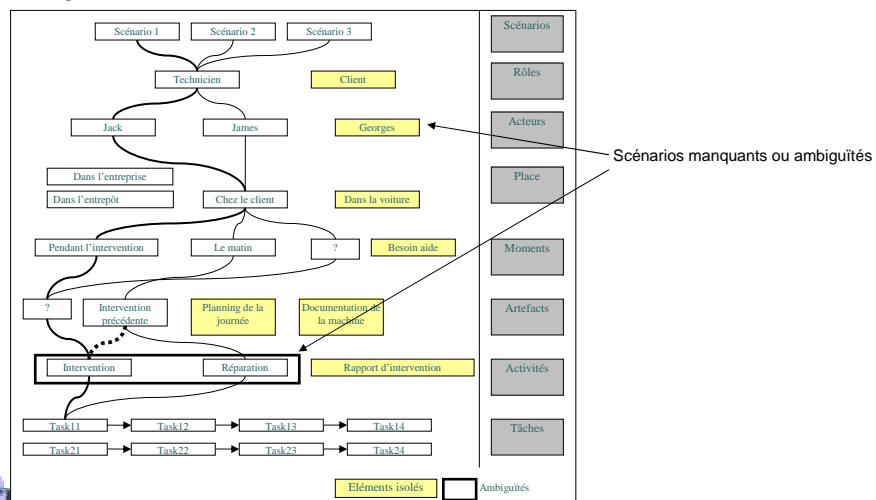 Scénario 1
Scénario 2
Scénario 3
Scénarios
Technicien
Client
Rôles
Jack
James
Georges
Acteurs
Scénarios manquants ou ambiguïtés
Dans l'entreprise
Dans l'entrepôt
Chez le client
Dans la voiture
Place
Pendant l'intervention
Le matin
?
Besoin aide
Moments
?
Intervention
précédente
Planning de la
journée
Documentation de
la machine
Artefacts
Intervention
Réparation
Rapport d'intervention
Activités
Task11
Task12
Task13
Task14
Tâches
Task21
Task22
Task23
Task24
Eléments isolés
Ambiguïtés